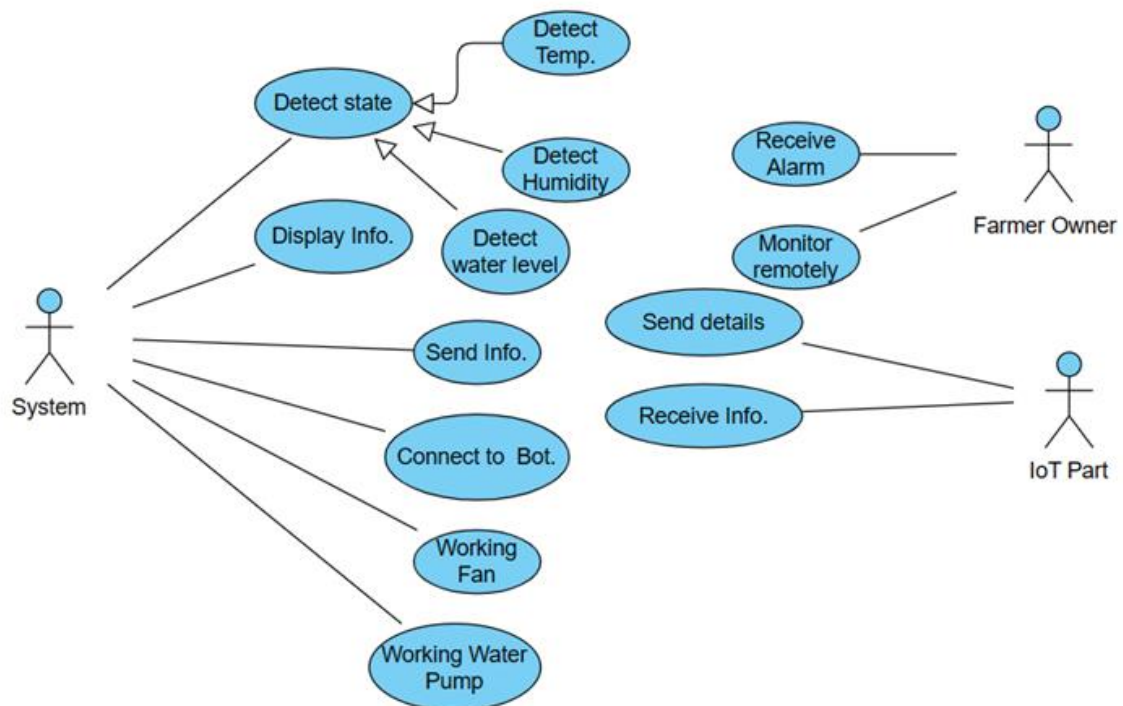 Detect
Temp.
Detect state
Detect
Humidity
Receive
Alarm
Farmer Owner
Display Info.
Detect
water level
Monitor
remotely
Send details
Send Info.
System
Receive Info.
Connect to  Bot.
IoT Part
Working
Fan
Working Water
Pump